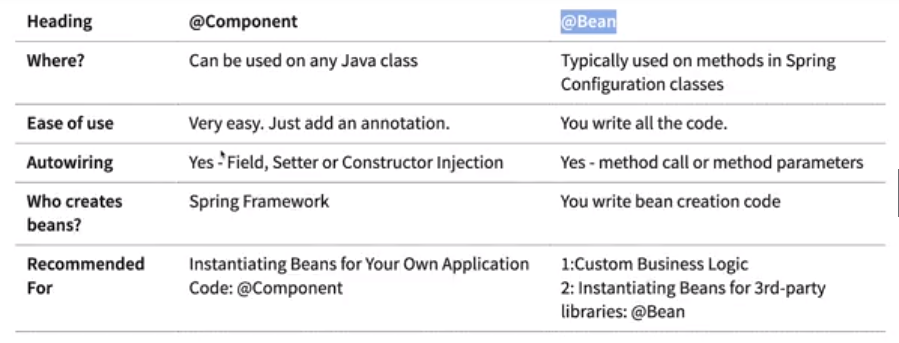 Heading @Component @Bean
Where? Can be used on any Java class Typically used on methods in Spring
Configuration classes
Ease of use Very easy. Just add an annotation. You write all the code.
Autowiring Yes - Field, Setter or Constructor Injection Yes - method call or method parameters
Who creates Spring Framework You write bean creation code
beans?
Recommended Instantiating Beans for Your Own Application 1:Custom Business Logic
For Code: @Component 2: Instantiating Beans for 3rd-party
libraries: @Bean